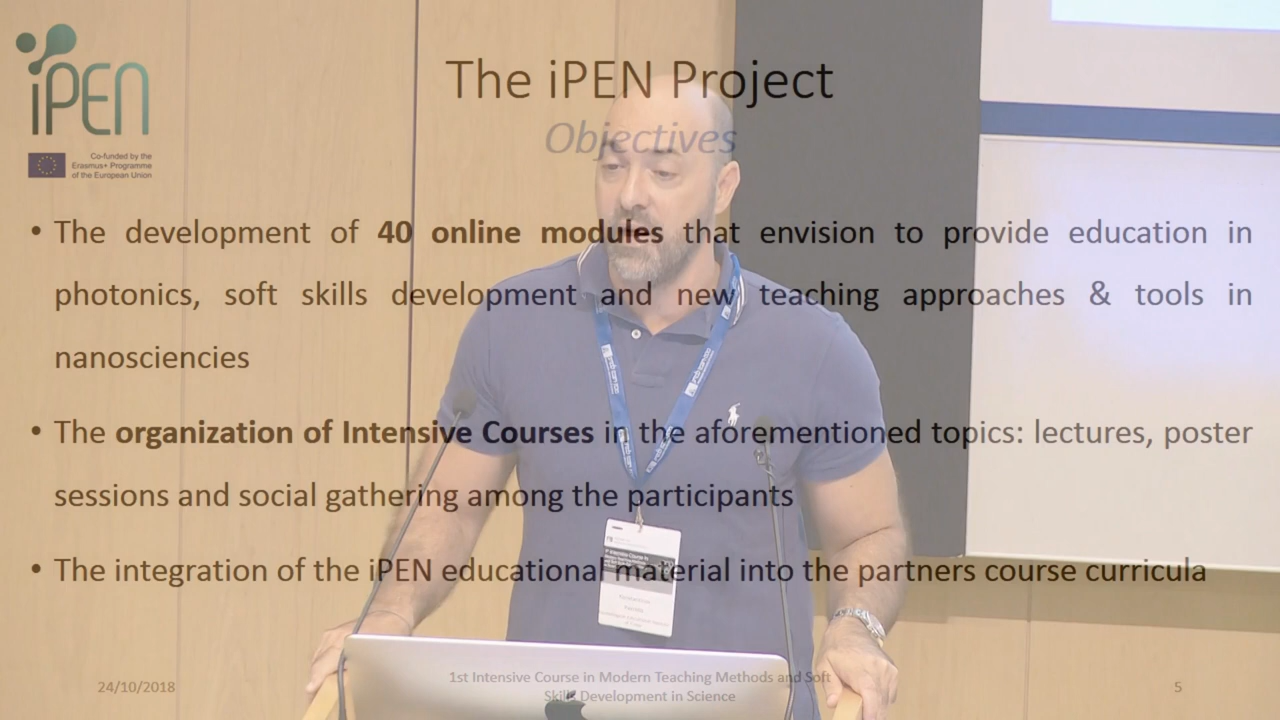 iPEN
Co-funded by the
Erasmus+ Programme
of the European Union
The iPEN Project
Objectives
• The development of 40 online modules that envision to provide education in
photonics, soft skills development and new teaching approaches & tools in
nanosciencies
• The organization of Intensive Courses in the aforementioned topics: lectures, poster
sessions and social gathering among the participants
• The integration of the iPEN educational material into the partners course curricula
24/10/2018
1st Intensive Course in Modern Teaching Methods and Soft
Skills Development in Science
5